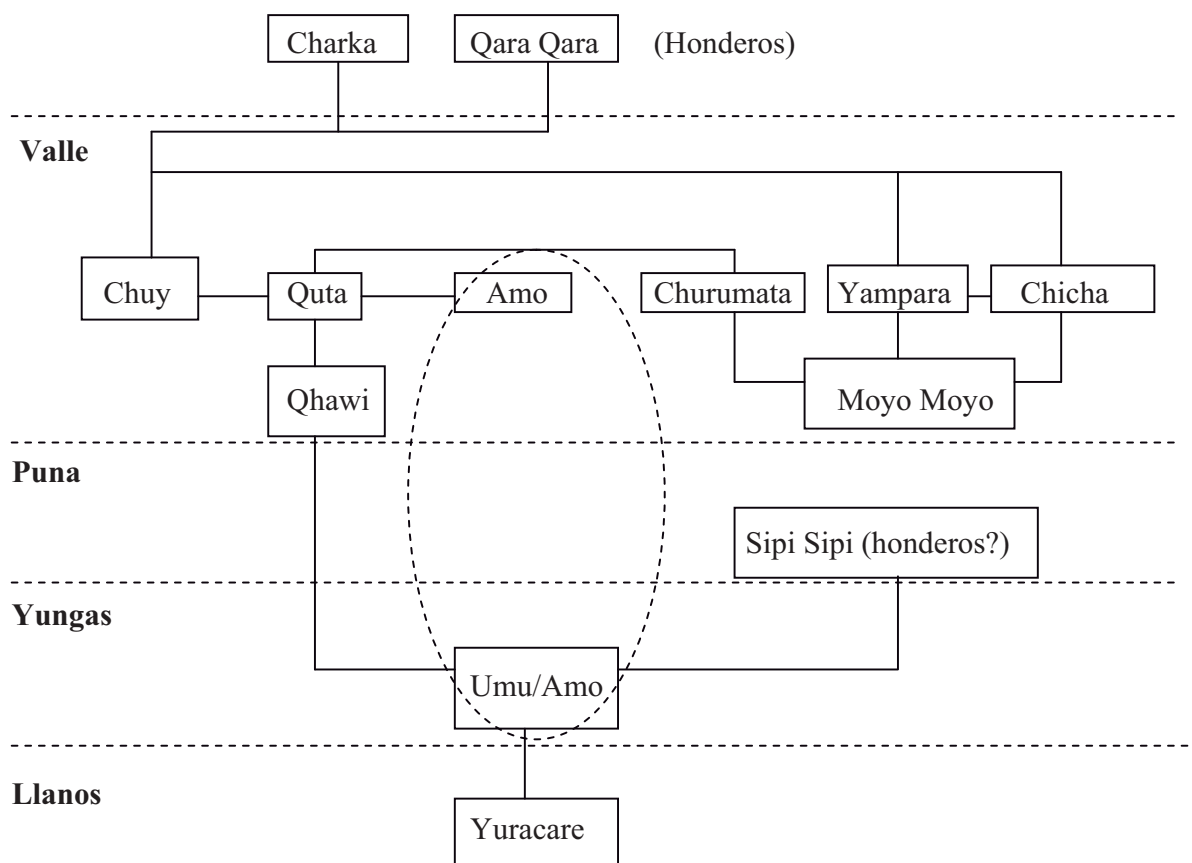 Charka
Qara Qara
(Honderos)
Valle
Chuy
Quta
Amo
Churumata
Yampara
Chicha
Qhawi
Moyo Moyo
Puna
Sipi Sipi (honderos?)
Yungas
Umu/Amo
Llanos
Yuracare